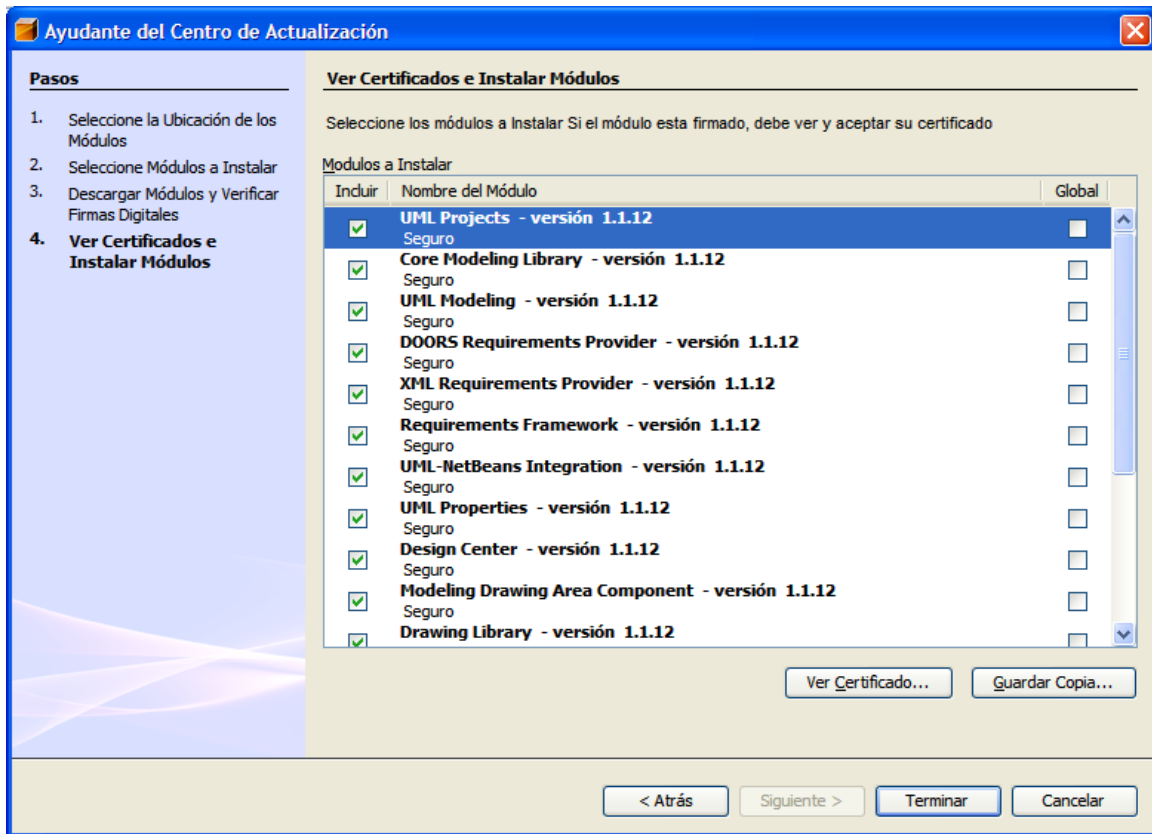 Ayudante del Centro de Actualización
Pasos
1. Seleccione la Ubicación de los
Módulos
2. Seleccione Módulos a Instalar
3. Descargar Módulos y Verificar
Firmas Digitales
4. Ver Certificados e
Instalar Módulos
Ver Certificados e Instalar Módulos
Seleccione los módulos a Instalar Si el módulo esta firmado, debe ver y aceptar su certificado
Modulos a Instalar
Incluir Nombre del Módulo Global
UML Projects - versión 1.1.12
Seguro
Core Modeling Library - versión 1.1.12
Seguro
UML Modeling - versión 1.1.12
Seguro
DOORS Requirements Provider - versión 1.1.12
Seguro
XML Requirements Provider - versión 1.1.12
Seguro
Requirements Framework - versión 1.1.12
Seguro
UML-NetBeans Integration - versión 1.1.12
Seguro
UML Properties - versión 1.1.12
Seguro
Design Center - versión 1.1.12
Seguro
Modeling Drawing Area Component - versión 1.1.12
Seguro
Drawing Library - versión 1.1.12
Ver Certificado... Guardar Copia...
< Atrás Siguiente > Terminar Cancelar